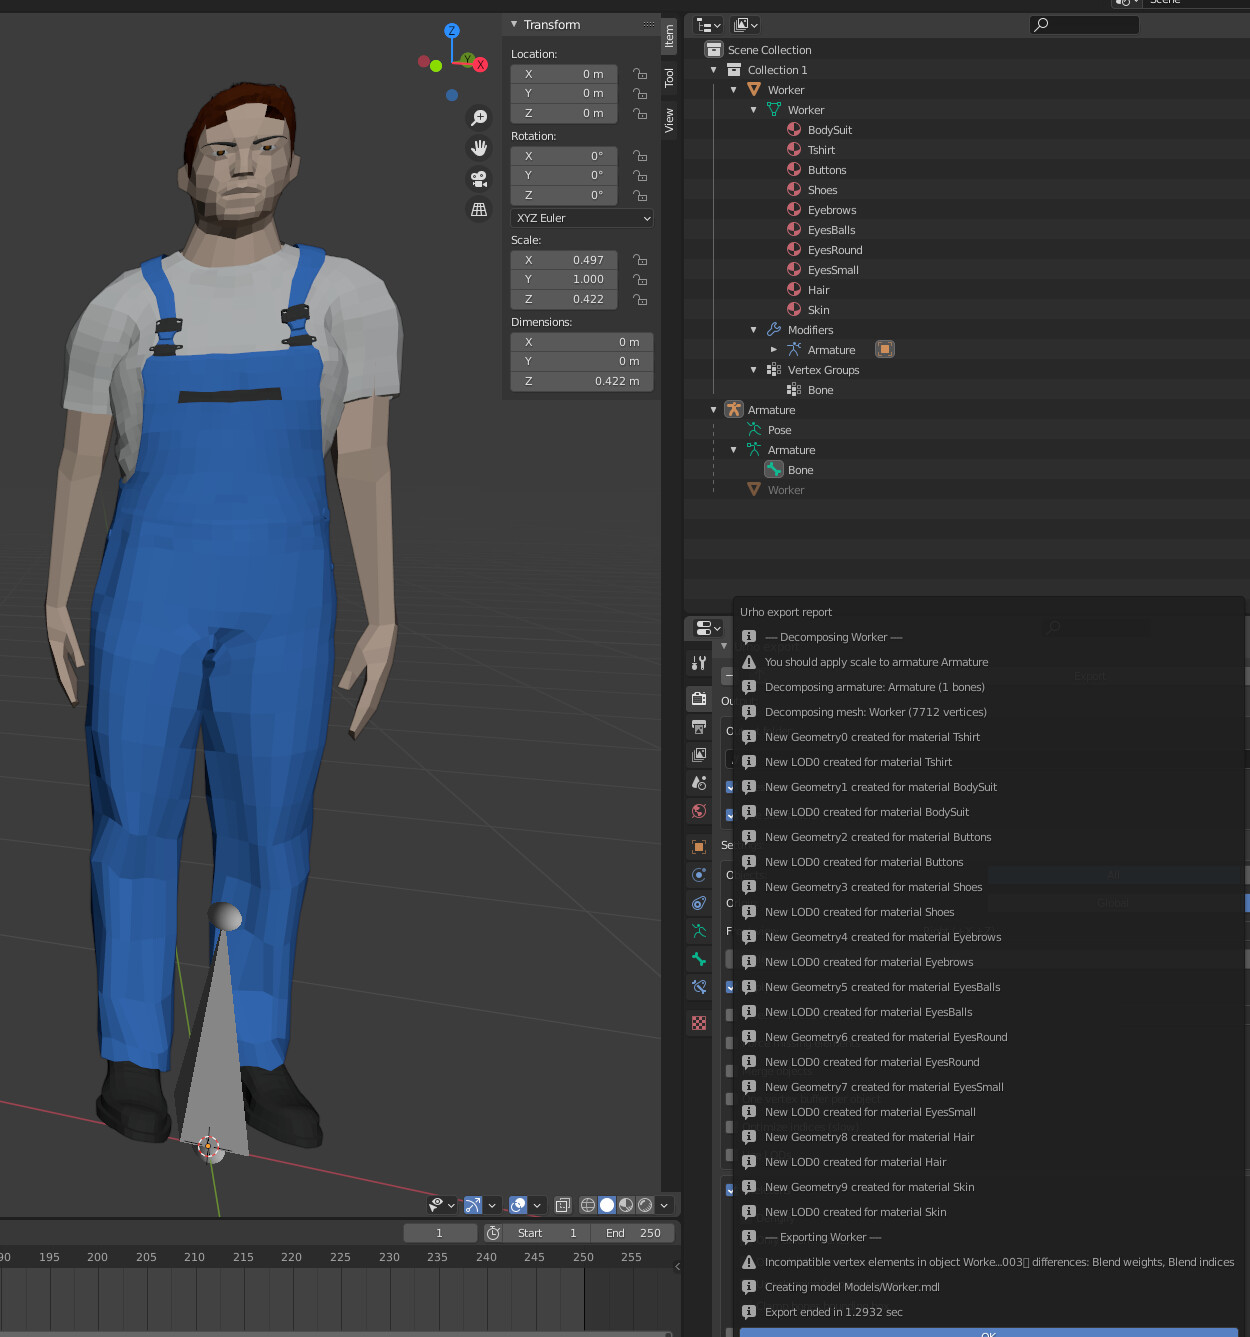 Scene
Z
Y
X
Transform
Location:
X 0 m
Y 0 m
Z 0 m
Rotation:
X 0°
Y 0°
Z 0°
XYZ Euler
Scale:
X 0.497
Y 1.000
Z 0.422
Dimensions:
X 0 m
Y 0 m
Z 0.422 m
Item
Tool
View
Scene Collection
Collection 1
Worker
Worker
BodySuit
Tshirt
Buttons
Shoes
Eyebrows
EyesBalls
EyesRound
EyesSmall
Hair
Skin
Modifiers
Armature
Vertex Groups
Bone
Armature
Pose
Armature
Bone
Worker
Urho export report
— Decomposing Worker —
You should apply scale to armature Armature
Decomposing armature: Armature (1 bones)
Decomposing mesh: Worker (7712 vertices)
New Geometry0 created for material Tshirt
New LOD0 created for material Tshirt
New Geometry1 created for material BodySuit
New LOD0 created for material BodySuit
New Geometry2 created for material Buttons
New LOD0 created for material Buttons
New Geometry3 created for material Shoes
New LOD0 created for material Shoes
New Geometry4 created for material Eyebrows
New LOD0 created for material Eyebrows
New Geometry5 created for material EyesBalls
New LOD0 created for material EyesBalls
New Geometry6 created for material EyesRound
New LOD0 created for material EyesRound
New Geometry7 created for material EyesSmall
New LOD0 created for material EyesSmall
New Geometry8 created for material Hair
New LOD0 created for material Hair
New Geometry9 created for material Skin
New LOD0 created for material Skin
— Exporting Worker —
Incompatible vertex elements in object Worke...003 differences: Blend weights, Blend indices
Creating model Models/Worker.mdl
Export ended in 1.2932 sec
OK
Export
All
1
Start 1
End 250
90 195 200 205 210 215 220 225 230 235 240 245 250 255